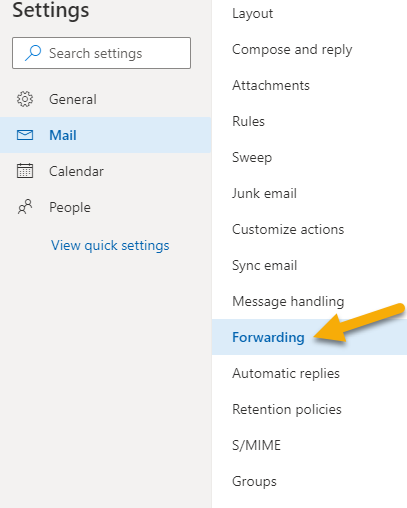 Settings
Search settings
General
Mail
Calendar
People
View quick settings
Layout
Compose and reply
Attachments
Rules
Sweep
Junk email
Customize actions
Sync email
Message handling
Forwarding
Automatic replies
Retention policies
S/MIME
Groups